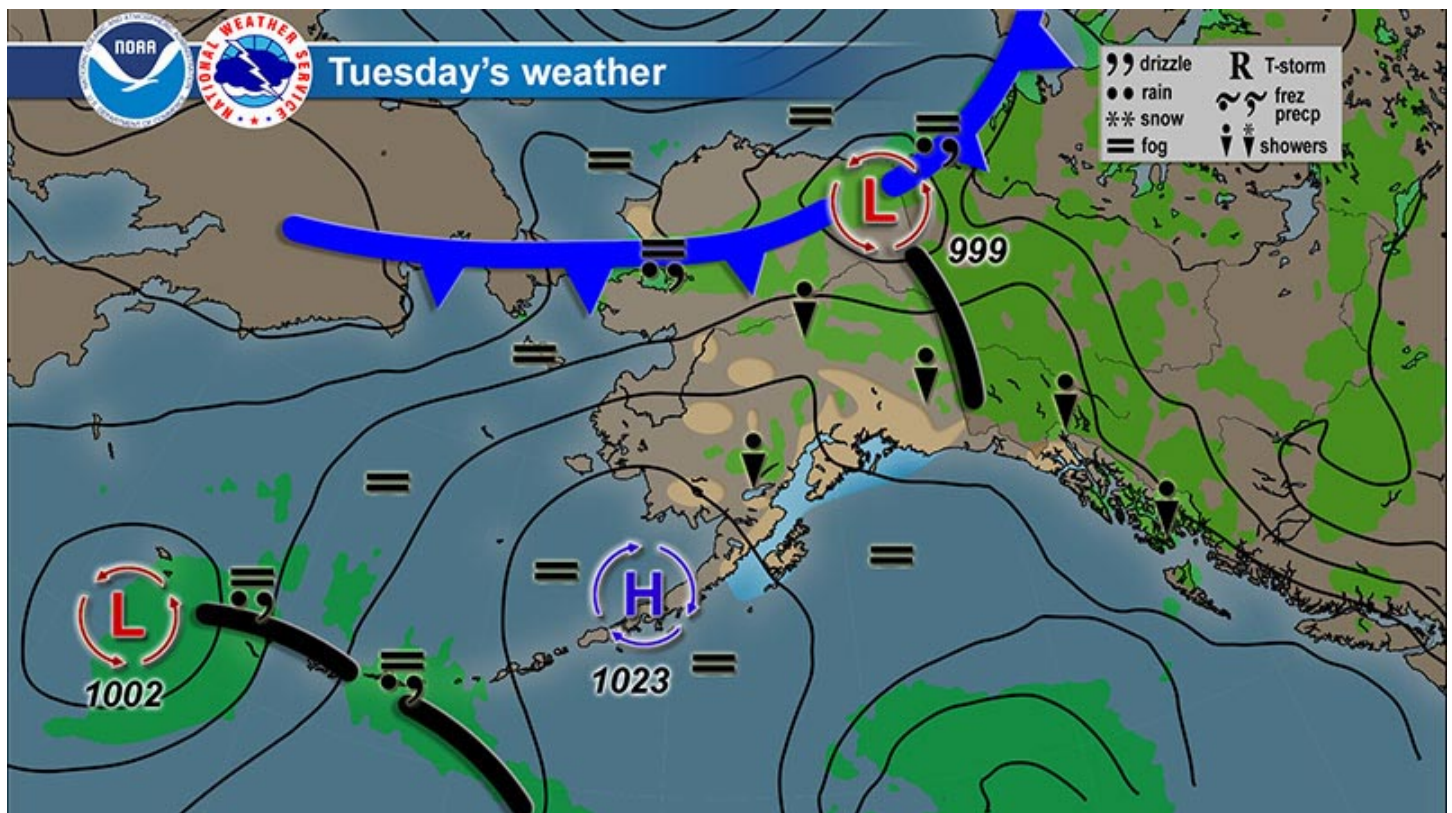 NOAA
NATIONAL WEATHER SERVICE
Tuesday's weather
drizzle
R T-storm
rain
frez precp
snow
fog
showers
L
999
L
1002
H
1023